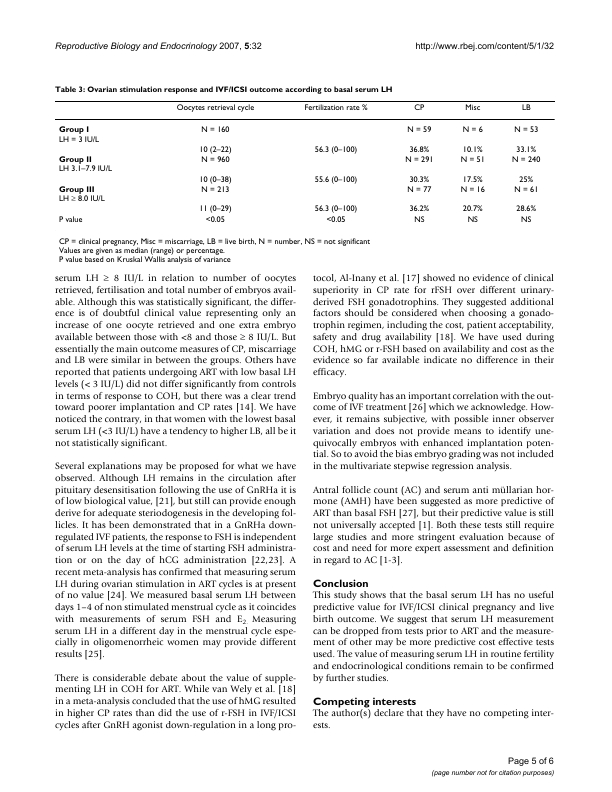 Reproductive Biology and Endocrinology 2007, 5:32
http://www.rbej.com/content/5/1/32
Table 3: Ovarian stimulation response and IVF/ICSI outcome according to basal serum LH
Oocytes retrieval cycle Fertilization rate % CP Misc LB
Group I N = 160 N = 59 N = 6 N = 53
LH = 3 IU/L
10 (2–22) 56.3 (0–100) 36.8% 10.1% 33.1%
Group II N = 960 N = 291 N = 51 N = 240
LH 3.1–7.9 IU/L
10 (0–38) 55.6 (0–100) 30.3% 17.5% 25%
Group III N = 213 N = 77 N = 16 N = 61
LH ≥ 8.0 IU/L
11 (0–29) 56.3 (0–100) 36.2% 20.7% 28.6%
P value <0.05 <0.05 NS NS NS
CP = clinical pregnancy, Misc = miscarriage, LB = live birth, N = number, NS = not significant
Values are given as median (range) or percentage.
P value based on Kruskal Wallis analysis of variance
serum LH ≥ 8 IU/L in relation to number of oocytes
retrieved, fertilisation and total number of embryos avail-
able. Although this was statistically significant, the differ-
ence is of doubtful clinical value representing only an
increase of one oocyte retrieved and one extra embryo
available between those with <8 and those ≥ 8 IU/L. But
essentially the main outcome measures of CP, miscarriage
and LB were similar between the groups. Others have
reported that patients undergoing ART with low basal LH
levels (< 3 IU/L) did not differ significantly from controls
in terms of response to COH, but there was a clear trend
toward poorer implantation and CP rates [14]. We have
noticed the contrary, in that women with the lowest basal
serum LH (<3 IU/L) have a tendency to higher LB, all be it
not statistically significant.
Several explanations may be proposed for what we have
observed. Although LH remains in the circulation after
pituitary desensitisation following the use of GnRHa it is
of low biological value, [21], but still can provide enough
derive for adequate steriodogenesis in the developing fol-
licles. It has been demonstrated that in a GnRHa down-
regulated IVF patients, the response to FSH is independent
of serum LH levels at the time of starting FSH administra-
tion or on the day of hCG administration [22,23]. A
recent meta-analysis has confirmed that measuring serum
LH during ovarian stimulation in ART cycles is at present
of no value [24]. We measured basal serum LH between
days 1–4 of non stimulated menstrual cycle as it coincides
with measurements of serum FSH and E2. Measuring
serum LH in a different day in the menstrual cycle espe-
cially in oligomenorrheic women may provide different
results [25].
There is considerable debate about the value of supple-
menting LH in COH for ART. While van Wely et al. [18]
in a meta-analysis concluded that the use of hMG resulted
in higher CP rates than did the use of r-FSH in IVF/ICSI
cycles after GnRH agonist down-regulation in a long pro-
tocol, Al-Inany et al. [17] showed no evidence of clinical
superiority in CP rate for rFSH over different urinary-
derived FSH gonadotrophins. They suggested additional
factors should be considered when choosing a gonado-
trophin regimen, including the cost, patient acceptability,
safety and drug availability [18]. We have used during
COH, hMG or r-FSH based on availability and cost as the
evidence so far available indicate no difference in their
efficacy.
Embryo quality has an important correlation with the out-
come of IVF treatment [26] which we acknowledge. How-
ever, it remains subjective, with possible inner observer
variation and does not provide means to identify une-
quivocally embryos with enhanced implantation poten-
tial. So to avoid the bias embryo grading was not included
in the multivariate stepwise regression analysis.
Antral follicle count (AC) and serum anti müllarian hor-
mone (AMH) have been suggested as more predictive of
ART than basal FSH [27], but their predictive value is still
not universally accepted [1]. Both these tests still require
large studies and more stringent evaluation because of
cost and need for more expert assessment and definition
in regard to AC [1-3].
Conclusion
This study shows that the basal serum LH has no useful
predictive value for IVF/ICSI clinical pregnancy and live
birth outcome. We suggest that serum LH measurement
can be dropped from tests prior to ART and the measure-
ment of other may be more predictive cost effective tests
used. The value of measuring serum LH in routine fertility
and endocrinological conditions remain to be confirmed
by further studies.
Competing interests
The author(s) declare that they have no competing inter-
ests.
Page 5 of 6
(page number not for citation purposes)